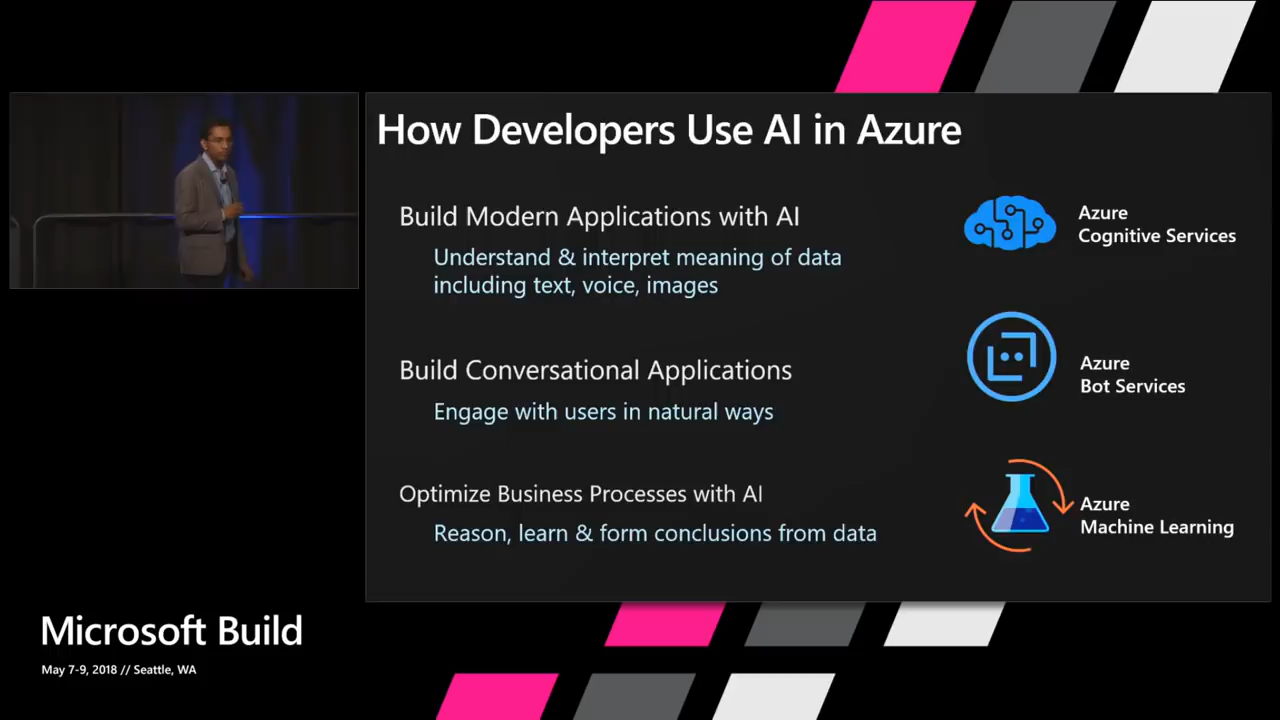 How Developers Use AI in Azure
Build Modern Applications with AI
Understand & interpret meaning of data
including text, voice, images
Azure
Cognitive Services
Build Conversational Applications
Engage with users in natural ways
Azure
Bot Services
Optimize Business Processes with AI
Reason, learn & form conclusions from data
Azure
Machine Learning
Microsoft Build
May 7-9, 2018 // Seattle, WA